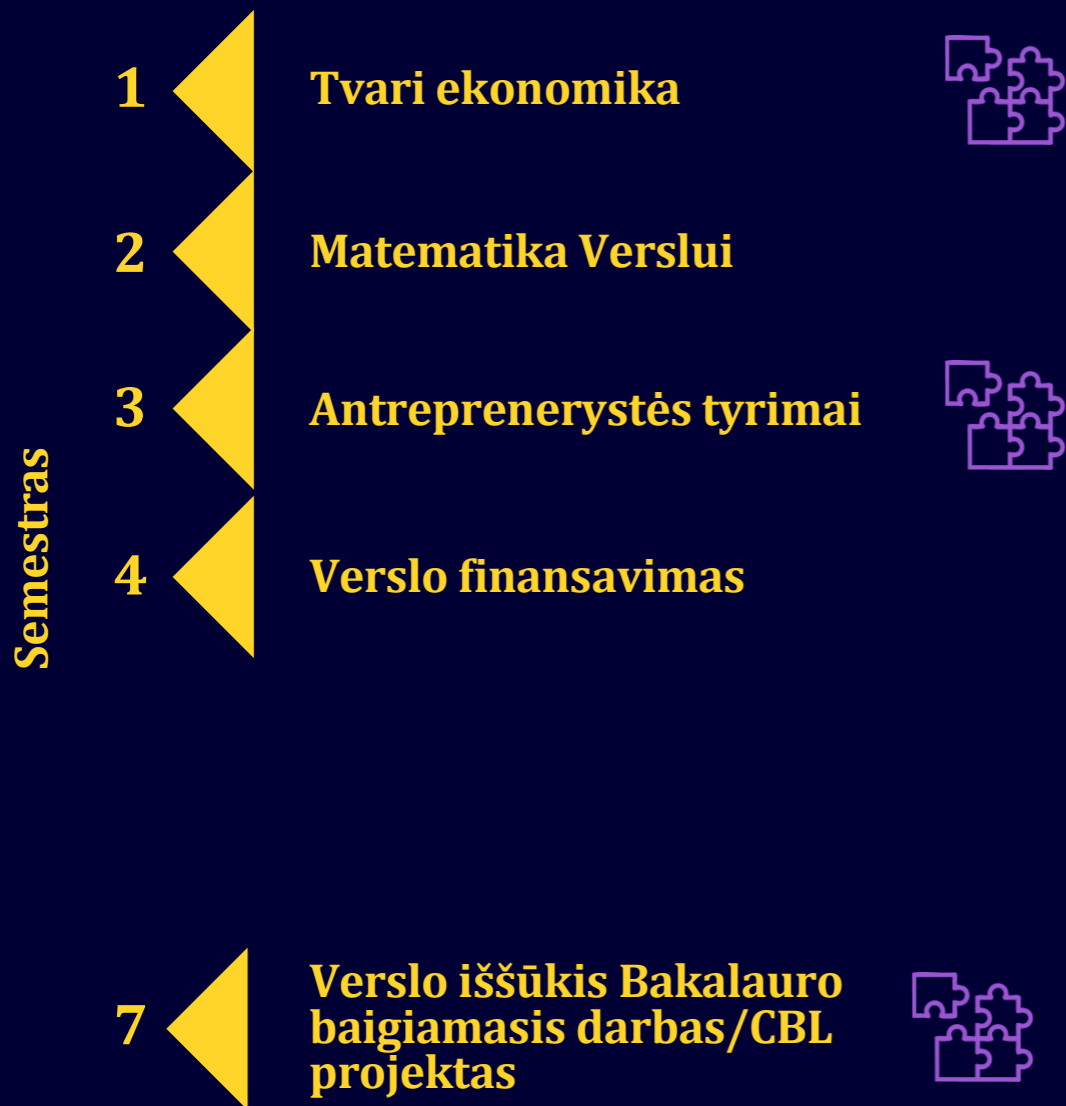 Semestras
1
Tvari ekonomika
2
Matematika Verslui
3
Antreprenerystės tyrimai
4
Verslo finansavimas
7
Verslo iššūkis Bakalauro
baigiamasis darbas/CBL
projektas